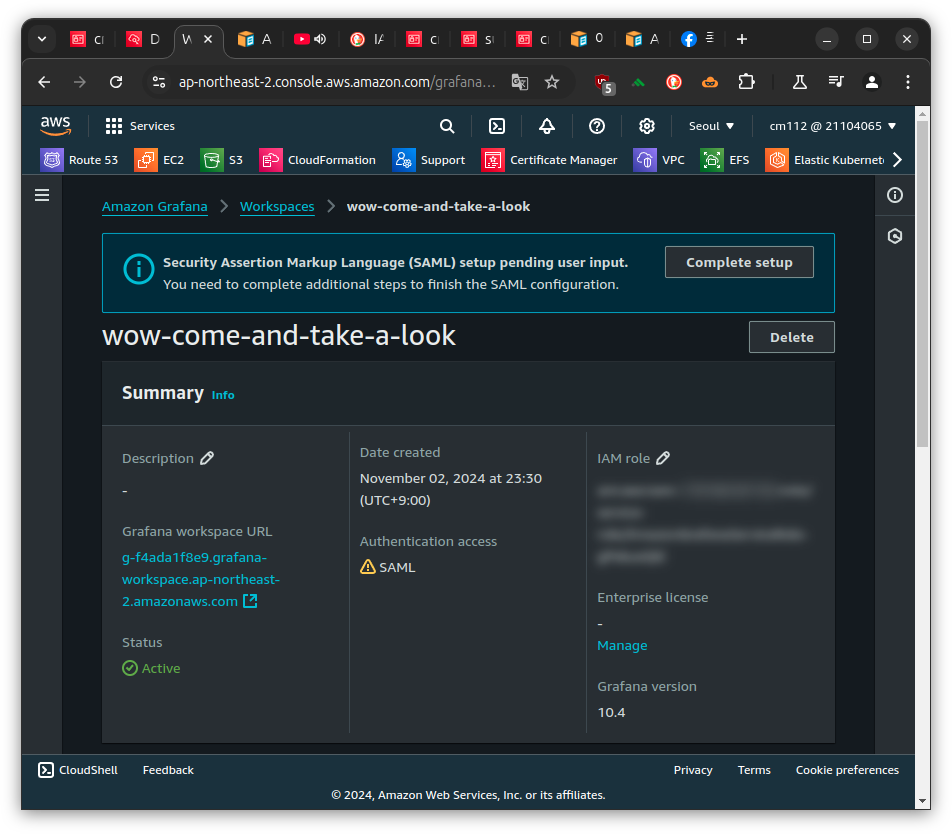 CI
D
W
A
IA
CI
SI
CI
O
A
ap-northeast-2.console.aws.amazon.com/grafana...
5
aws
Services
Seoul
cm112 @ 21104065
Route 53
EC2
S3
CloudFormation
Support
Certificate Manager
VPC
EFS
Elastic Kubernet
Amazon Grafana
Workspaces
wow-come-and-take-a-look
Security Assertion Markup Language (SAML) setup pending user input.
You need to complete additional steps to finish the SAML configuration.
Complete setup
wow-come-and-take-a-look
Delete
Summary Info
Description
-
Grafana workspace URL
g-f4ada1f8e9.grafana-
workspace.ap-northeast-
2.amazonaws.com
Status
Active
Date created
November 02, 2024 at 23:30
(UTC+9:00)
Authentication access
SAML
IAM role
Enterprise license
-
Manage
Grafana version
10.4
CloudShell
Feedback
Privacy
Terms
Cookie preferences
© 2024, Amazon Web Services, Inc. or its affiliates.